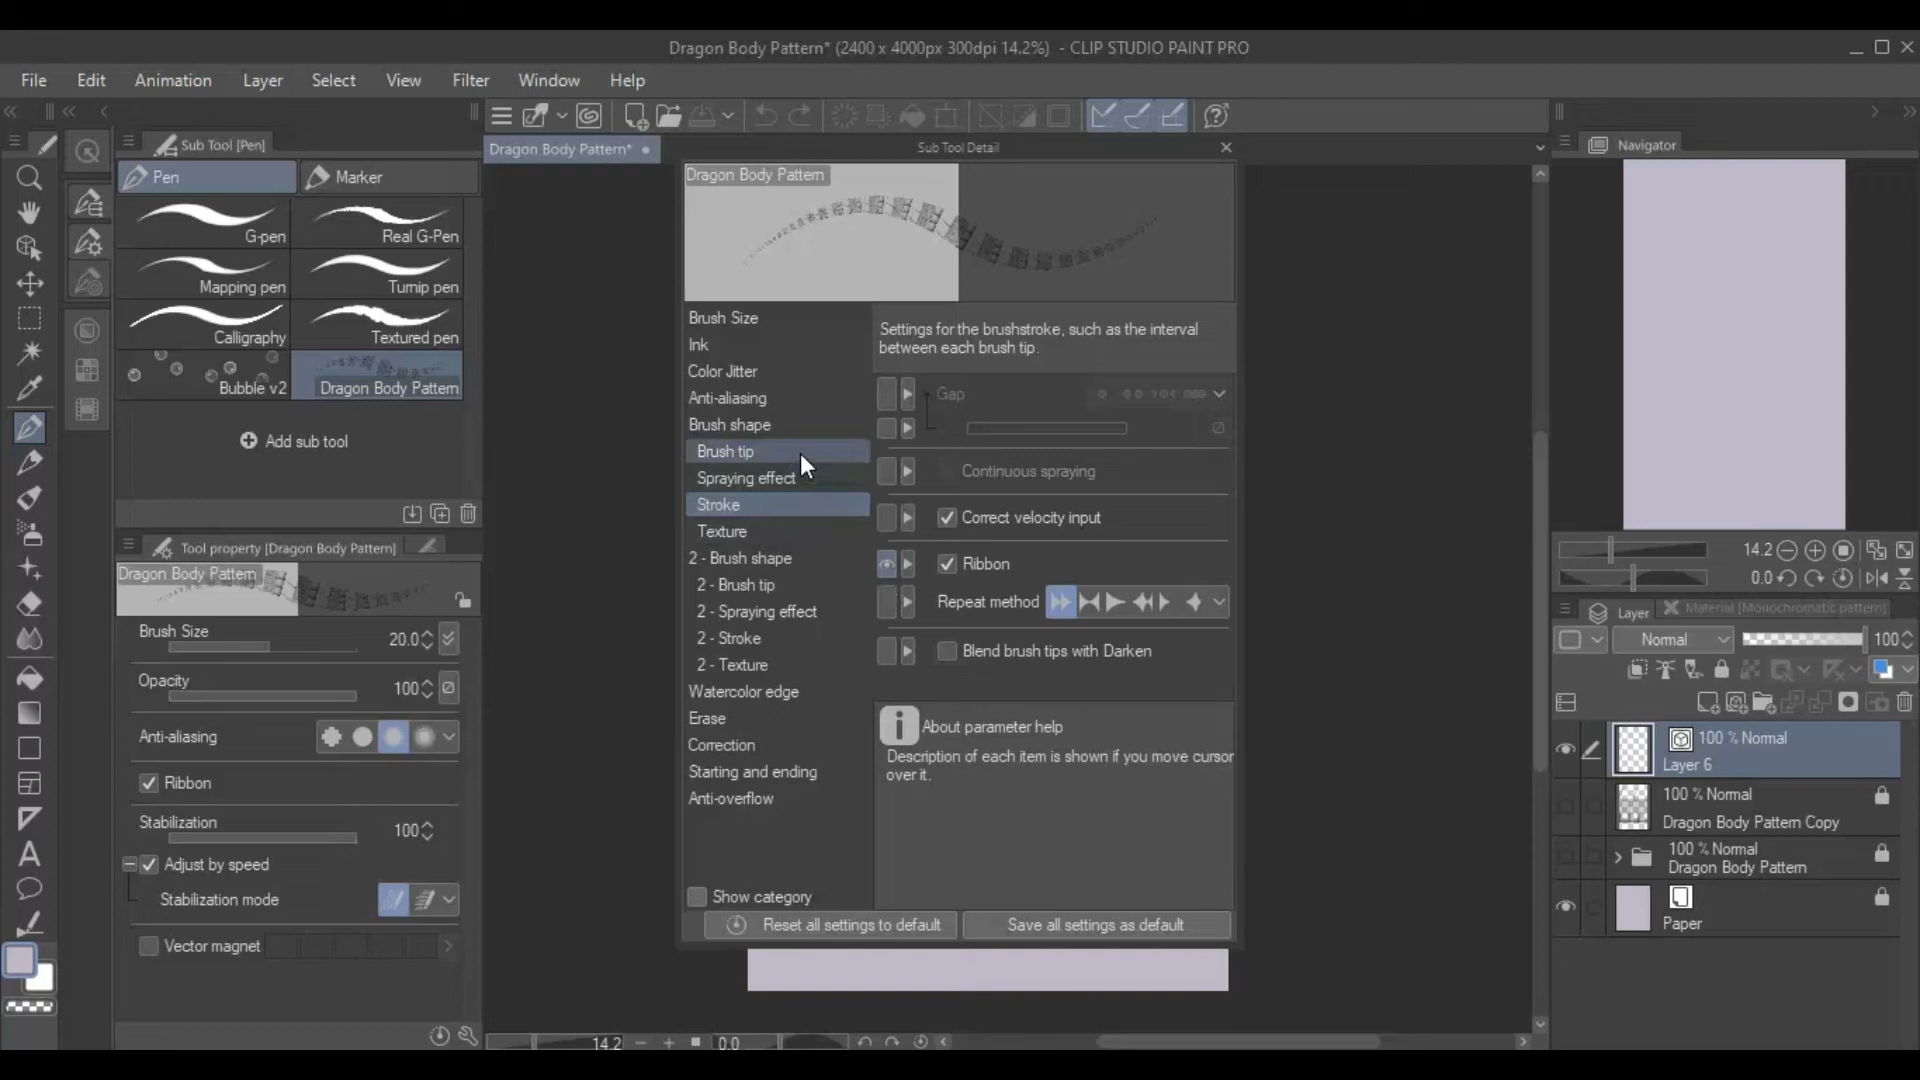 Dragon Body Pattern* (2400 x 4000px 300dpi 14.2%) - CLIP STUDIO PAINT PRO
File Edit Animation Layer Select View Filter Window Help
Sub Tool [Pen]
Pen
Marker
G-pen
Real G-Pen
Mapping pen
Turnip pen
Calligraphy
Textured pen
Bubble v2
Dragon Body Pattern
Add sub tool
Tool property [Dragon Body Pattern]
Dragon Body Pattern
Brush Size
20.0
Opacity
100
Anti-aliasing
Ribbon
Stabilization
100
Adjust by speed
Stabilization mode
Vector magnet
Dragon Body Pattern*
Sub Tool Detail
Dragon Body Pattern
Brush Size
Ink
Color Jitter
Anti-aliasing
Brush shape
Brush tip
Spraying effect
Stroke
Texture
2 - Brush shape
2 - Brush tip
2 - Spraying effect
2 - Stroke
2 - Texture
Watercolor edge
Erase
Correction
Starting and ending
Anti-overflow
Show category
Settings for the brushstroke, such as the interval
between each brush tip.
Gap
Continuous spraying
Correct velocity input
Ribbon
Repeat method
Blend brush tips with Darken
About parameter help
Description of each item is shown if you move cursor
over it.
Reset all settings to default
Save all settings as default
14.2
0.0
Navigator
14.2
0.0
Layer
Material [Monochromatic pattern]
Normal
100
100 % Normal
Layer 6
100 % Normal
Dragon Body Pattern Copy
100 % Normal
Dragon Body Pattern
Paper